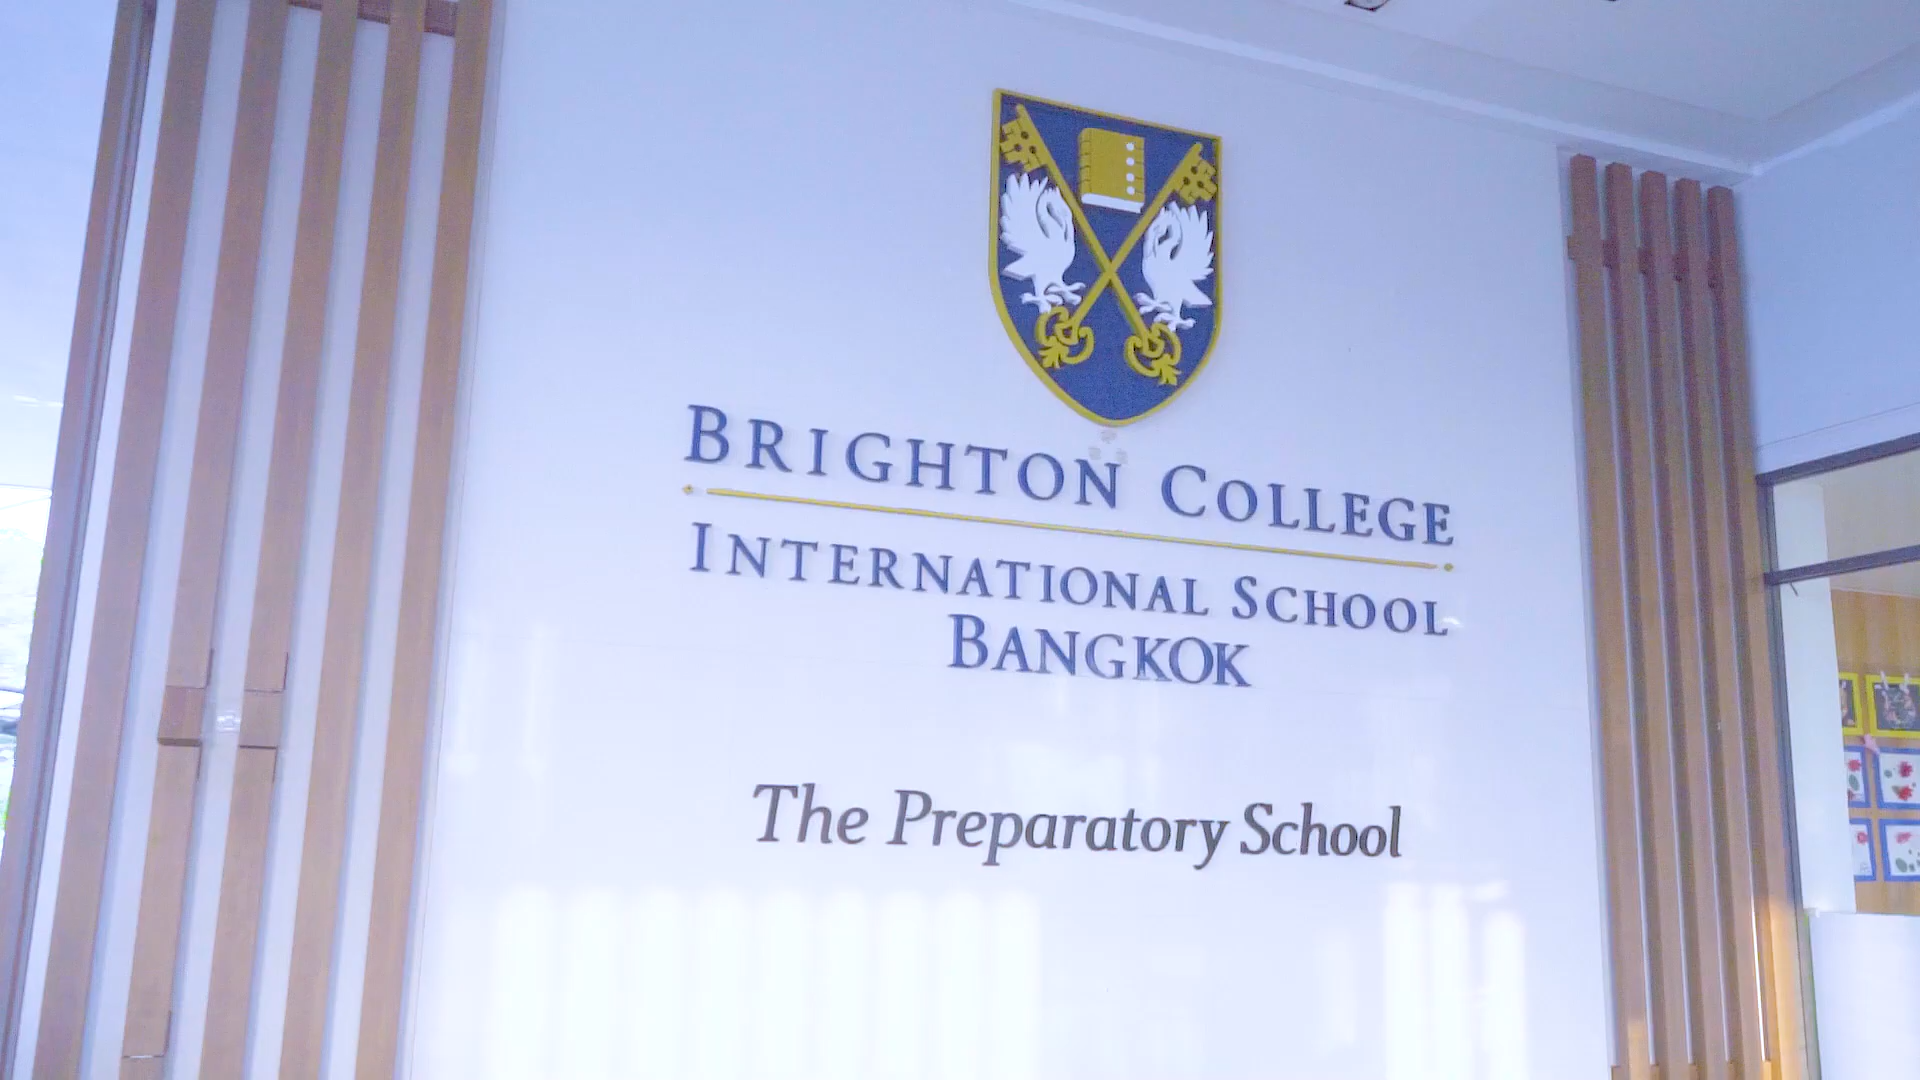 BRIGHTON COLLEGE
INTERNATIONAL SCHOOL
BANGKOK
The Preparatory School